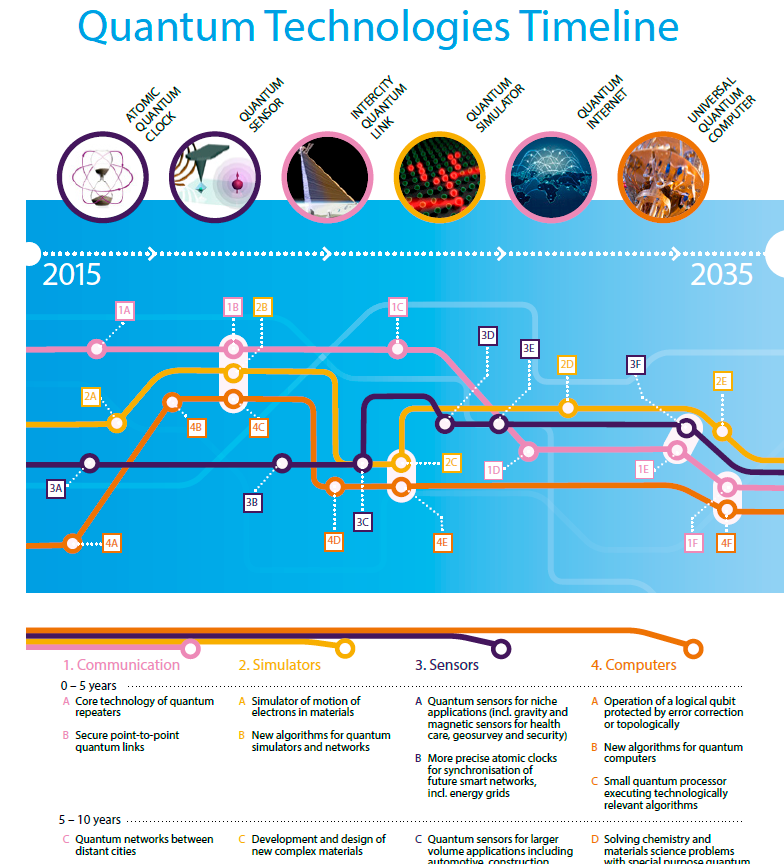 Quantum Technologies Timeline
ATOMIC
QUANTUM
CLOCK
QUANTUM
SENSOR
INTERCITY
QUANTUM
LINK
QUANTUM
SIMULATOR
QUANTUM
INTERNET
UNIVERSAL
QUANTUM
COMPUTER
2015
2035
1A
1B
2B
1C
3D
3E
2D
3F
2E
2A
4B
4C
2C
1D
1E
3A
3B
3C
4A
4D
4E
1F
4F
1. Communication
2. Simulators
3. Sensors
4. Computers
0 – 5 years
A Core technology of quantum
repeaters
B Secure point-to-point
quantum links
A Simulator of motion of
electrons in materials
B New algorithms for quantum
simulators and networks
A Quantum sensors for niche
applications (incl. gravity and
magnetic sensors for health
care, geosurvey and security)
B More precise atomic clocks
for synchronisation of
future smart networks,
incl. energy grids
A Operation of a logical qubit
protected by error correction
or topologically
B New algorithms for quantum
computers
C Small quantum processor
executing technologically
relevant algorithms
5 – 10 years
C Quantum networks between
distant cities
C Development and design of
new complex materials
C Quantum sensors for larger
volume applications including
automotive, construction
D Solving chemistry and
materials science problems
with special purpose quantum